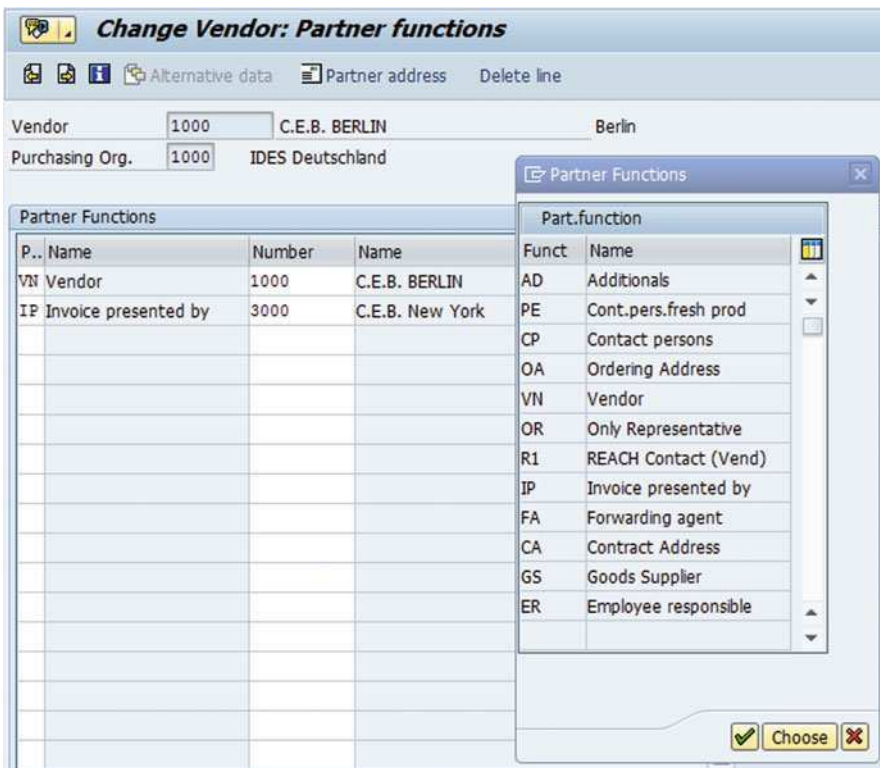 Change Vendor: Partner functions
Alternative data Partner address Delete line
Vendor 1000 C.E.B. BERLIN Berlin
Purchasing Org. 1000 IDES Deutschland
Partner Functions
P.. Name Number Name
VN Vendor 1000 C.E.B. BERLIN
IP Invoice presented by 3000 C.E.B. New York
Partner Functions
Part.function
Funct Name
AD Additionals
PE Cont.pers.fresh prod
CP Contact persons
OA Ordering Address
VN Vendor
OR Only Representative
R1 REACH Contact (Vend)
IP Invoice presented by
FA Forwarding agent
CA Contract Address
GS Goods Supplier
ER Employee responsible
Choose